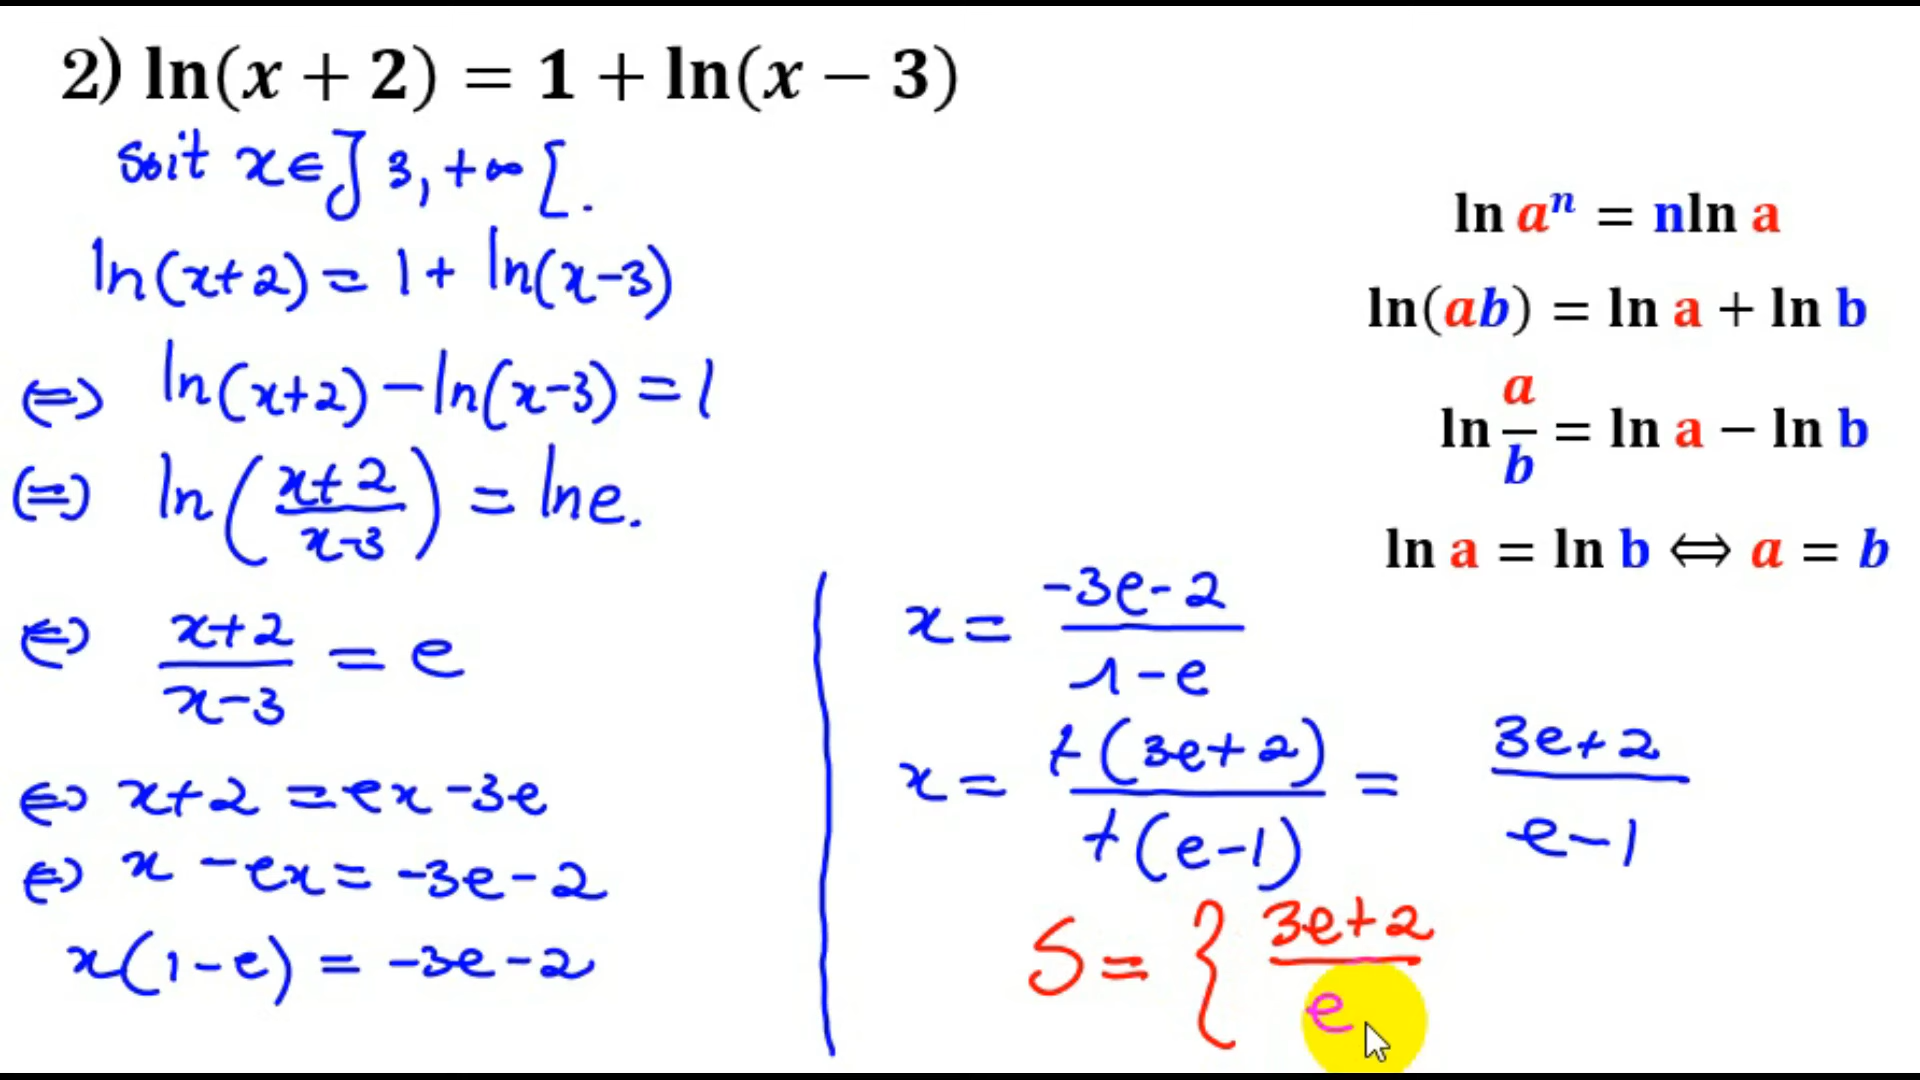 2) ln(x + 2) = 1 + ln(x − 3)
soit x ∈ ]3, +∞[.
ln(x+2) = 1 + ln(x-3)
⇔ ln(x+2) - ln(x-3) = 1
⇔ ln((x+2)/(x-3)) = ln e.
⇔ (x+2)/(x-3) = e
⇔ x+2 = ex - 3e
⇔ x - ex = -3e - 2
x(1-e) = -3e - 2
x = (-3e-2)/(1-e)
x = +(3e+2)/+(e-1) = (3e+2)/(e-1)
S = { (3e+2)/e
ln aⁿ = nln a
ln(ab) = ln a + ln b
ln a/b = ln a − ln b
ln a = ln b ⟺ a = b